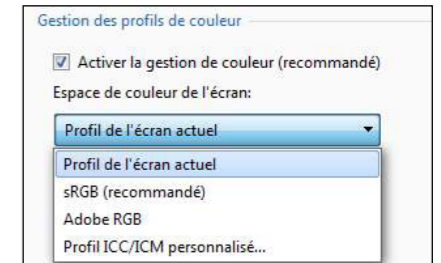 Gestion des profils de couleur
Activer la gestion de couleur (recommandé)
Espace de couleur de l'écran:
Profil de l'écran actuel
Profil de l'écran actuel
sRGB (recommandé)
Adobe RGB
Profil ICC/ICM personnalisé...